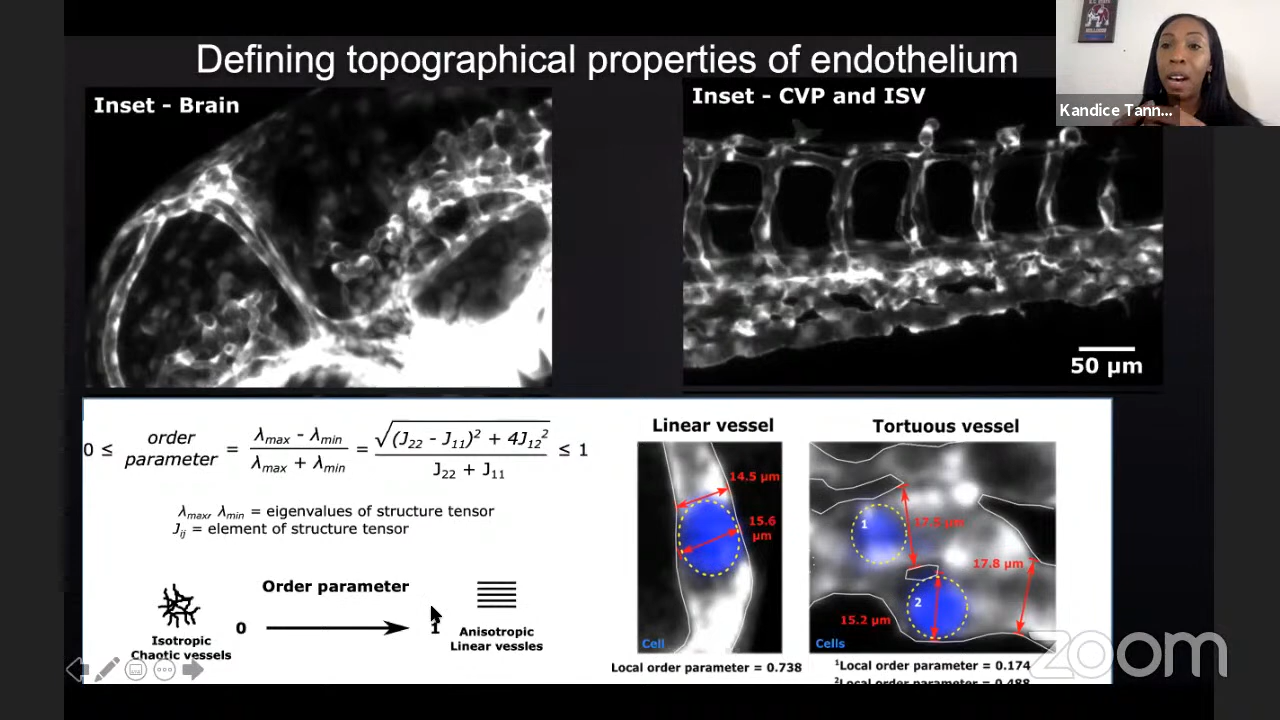 Defining topographical properties of endothelium
Inset - Brain
Inset - CVP and ISV
Kandice Tann...
50 µm
0 ≤ order parameter = λmax - λmin / λmax + λmin = √(J22 - J11)² + 4J12² / J22 + J11 ≤ 1
λmax, λmin = eigenvalues of structure tensor
Jij = element of structure tensor
Order parameter
0
1
Isotropic
Chaotic vessels
Anisotropic
Linear vessles
Linear vessel
14.5 µm
15.6
µm
Cell
Local order parameter = 0.738
Tortuous vessel
1
17.5 µm
17.8 µm
2
15.2 µm
Cells
¹Local order parameter = 0.174
²Local order parameter = 0.488
zoom